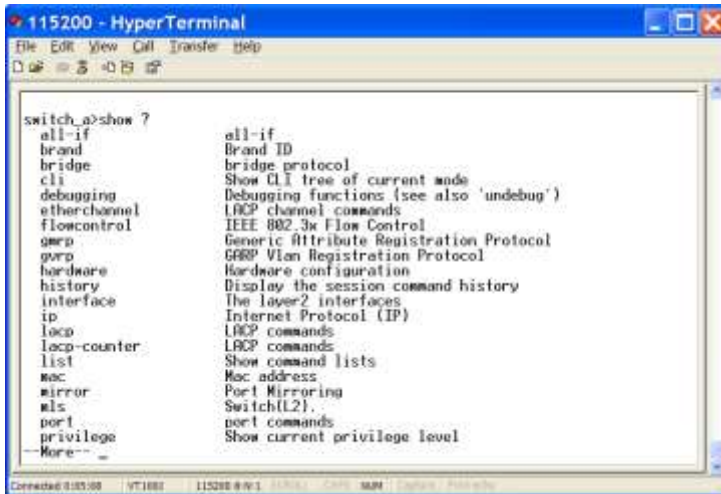 115200 - HyperTerminal
File Edit View Call Transfer Help
switch_a>show ?
all-if all-if
brand Brand ID
bridge bridge protocol
cli Show CLI tree of current mode
debugging Debugging functions (see also 'undebug')
etherchannel LACP channel commands
flowcontrol IEEE 802.3x Flow Control
gmrp Generic Attribute Registration Protocol
gvrp GARP Vlan Registration Protocol
hardware Hardware configuration
history Display the session command history
interface The layer2 interfaces
ip Internet Protocol (IP)
lacp LACP commands
lacp-counter LACP commands
list Show command lists
mac Mac address
mirror Port Mirroring
mls Switch(L2).
port port commands
privilege Show current privilege level
--More-- _
Connected VT100 115200 8-N-1 SCROLL CAPS NUM Capture Print echo